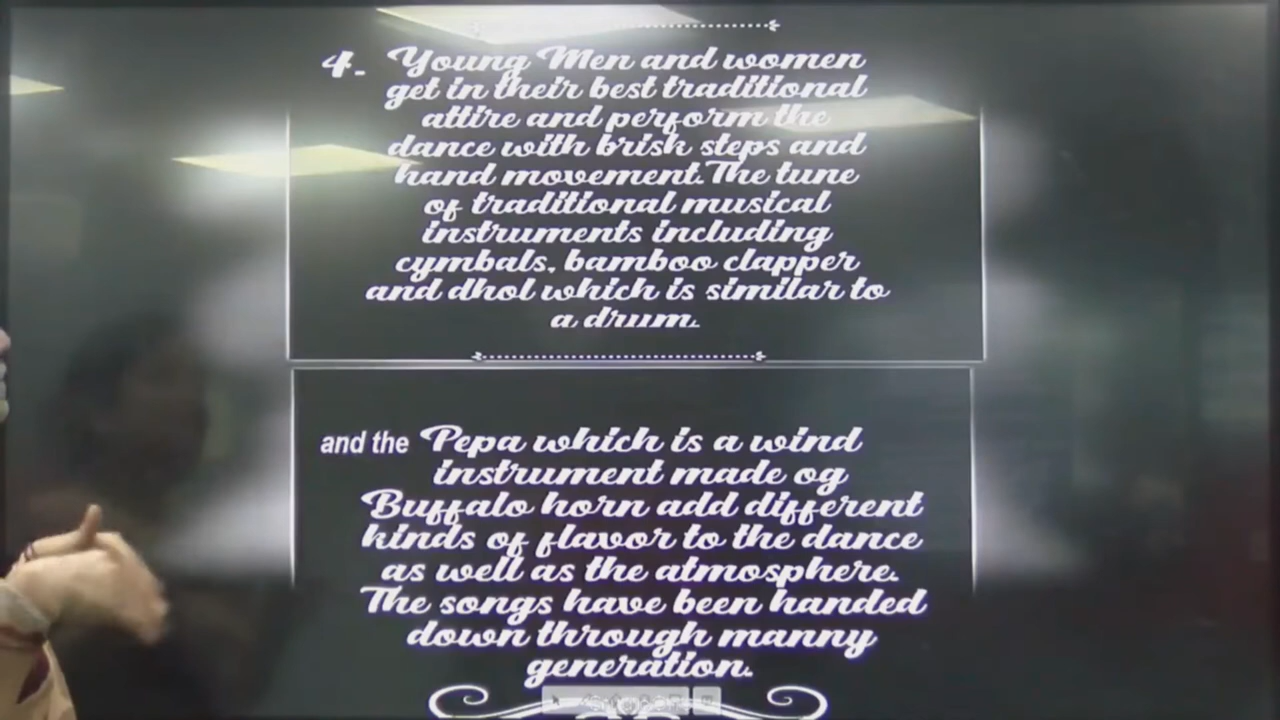 4. Young Men and women
get in their best traditional
attire and perform the
dance with brisk steps and
hand movement.The tune
of traditional musical
instruments including
cymbals, bamboo clapper
and dhol which is similar to
a drum.
and the Pepa which is a wind
instrument made og
Buffalo horn add different
kinds of flavor to the dance
as well as the atmosphere.
The songs have been handed
down through manny
generation.